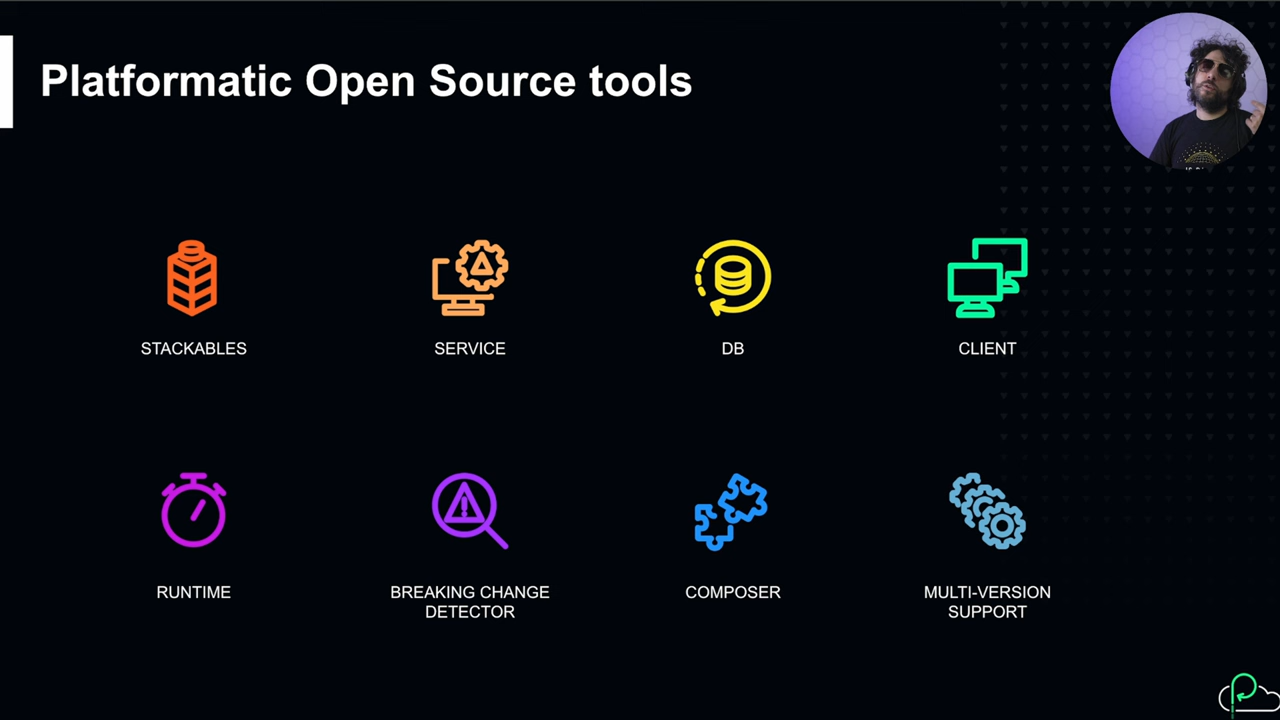 Platformatic Open Source tools
STACKABLES
SERVICE
DB
CLIENT
RUNTIME
BREAKING CHANGE
DETECTOR
COMPOSER
MULTI-VERSION
SUPPORT